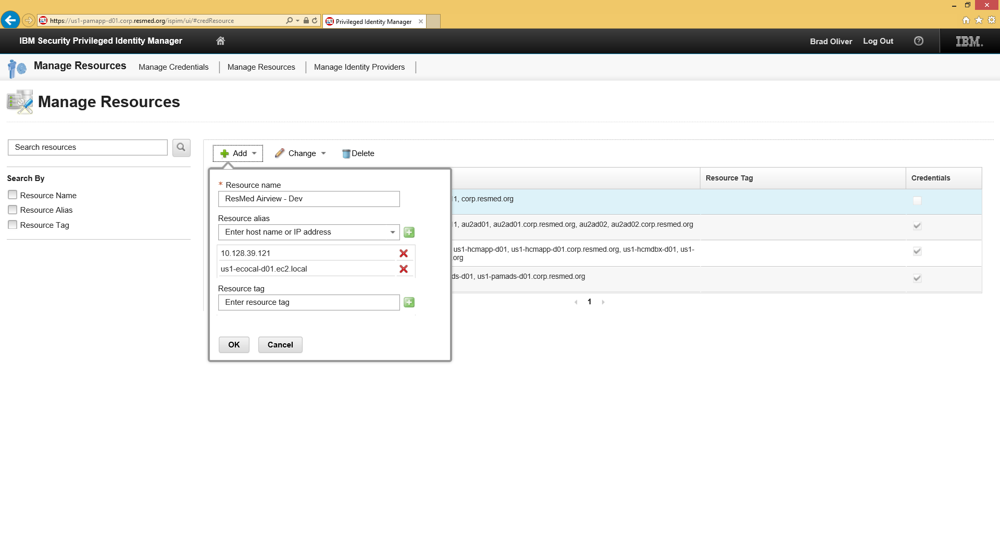 https://us1-pamapp-d01.corp.resmed.org/ispim/ui/#credResource
Privileged Identity Manager
IBM Security Privileged Identity Manager
Brad Oliver
Log Out
?
IBM
Manage Resources
Manage Credentials
Manage Resources
Manage Identity Providers
Manage Resources
Search resources
Search By
Resource Name
Resource Alias
Resource Tag
Add
Change
Delete
* Resource name
ResMed Airview - Dev
Resource alias
Enter host name or IP address
10.128.39.121
us1-ecocal-d01.ec2.local
Resource tag
Enter resource tag
OK
Cancel
Resource Tag
Credentials
1, corp.resmed.org
1, au2ad01, au2ad01.corp.resmed.org, au2ad02, au2ad02.corp.resmed.org
us1-hcmapp-d01, us1-hcmapp-d01.corp.resmed.org, us1-hcmdbx-d01, us1-
org
ds-d01, us1-pamads-d01.corp.resmed.org
1